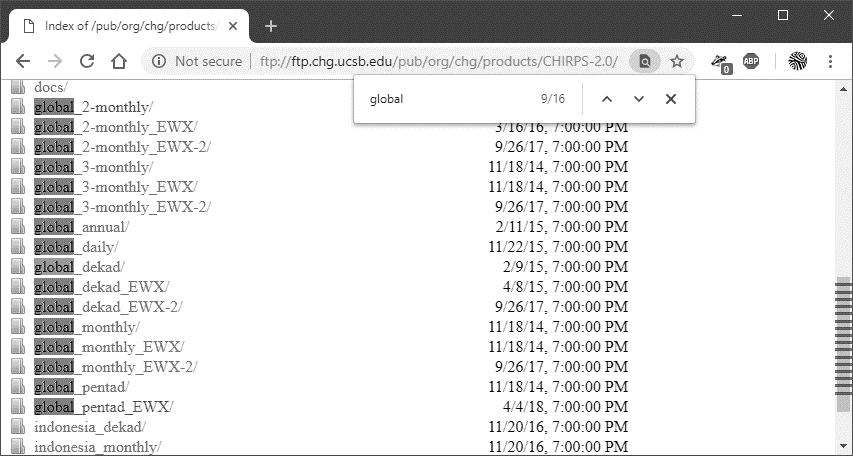 Index of /pub/org/chg/products/
Not secure | ftp://ftp.chg.ucsb.edu/pub/org/chg/products/CHIRPS-2.0/
0
ABP
global 9/16
docs/
global_2-monthly/
global_2-monthly_EWX/ 3/16/16, 7:00:00 PM
global_2-monthly_EWX-2/ 9/26/17, 7:00:00 PM
global_3-monthly/ 11/18/14, 7:00:00 PM
global_3-monthly_EWX/ 11/18/14, 7:00:00 PM
global_3-monthly_EWX-2/ 9/26/17, 7:00:00 PM
global_annual/ 2/11/15, 7:00:00 PM
global_daily/ 11/22/15, 7:00:00 PM
global_dekad/ 2/9/15, 7:00:00 PM
global_dekad_EWX/ 4/8/15, 7:00:00 PM
global_dekad_EWX-2/ 9/26/17, 7:00:00 PM
global_monthly/ 11/18/14, 7:00:00 PM
global_monthly_EWX/ 11/18/14, 7:00:00 PM
global_monthly_EWX-2/ 9/26/17, 7:00:00 PM
global_pentad/ 11/18/14, 7:00:00 PM
global_pentad_EWX/ 4/4/18, 7:00:00 PM
indonesia_dekad/ 11/20/16, 7:00:00 PM
indonesia_monthly/ 11/20/16, 7:00:00 PM